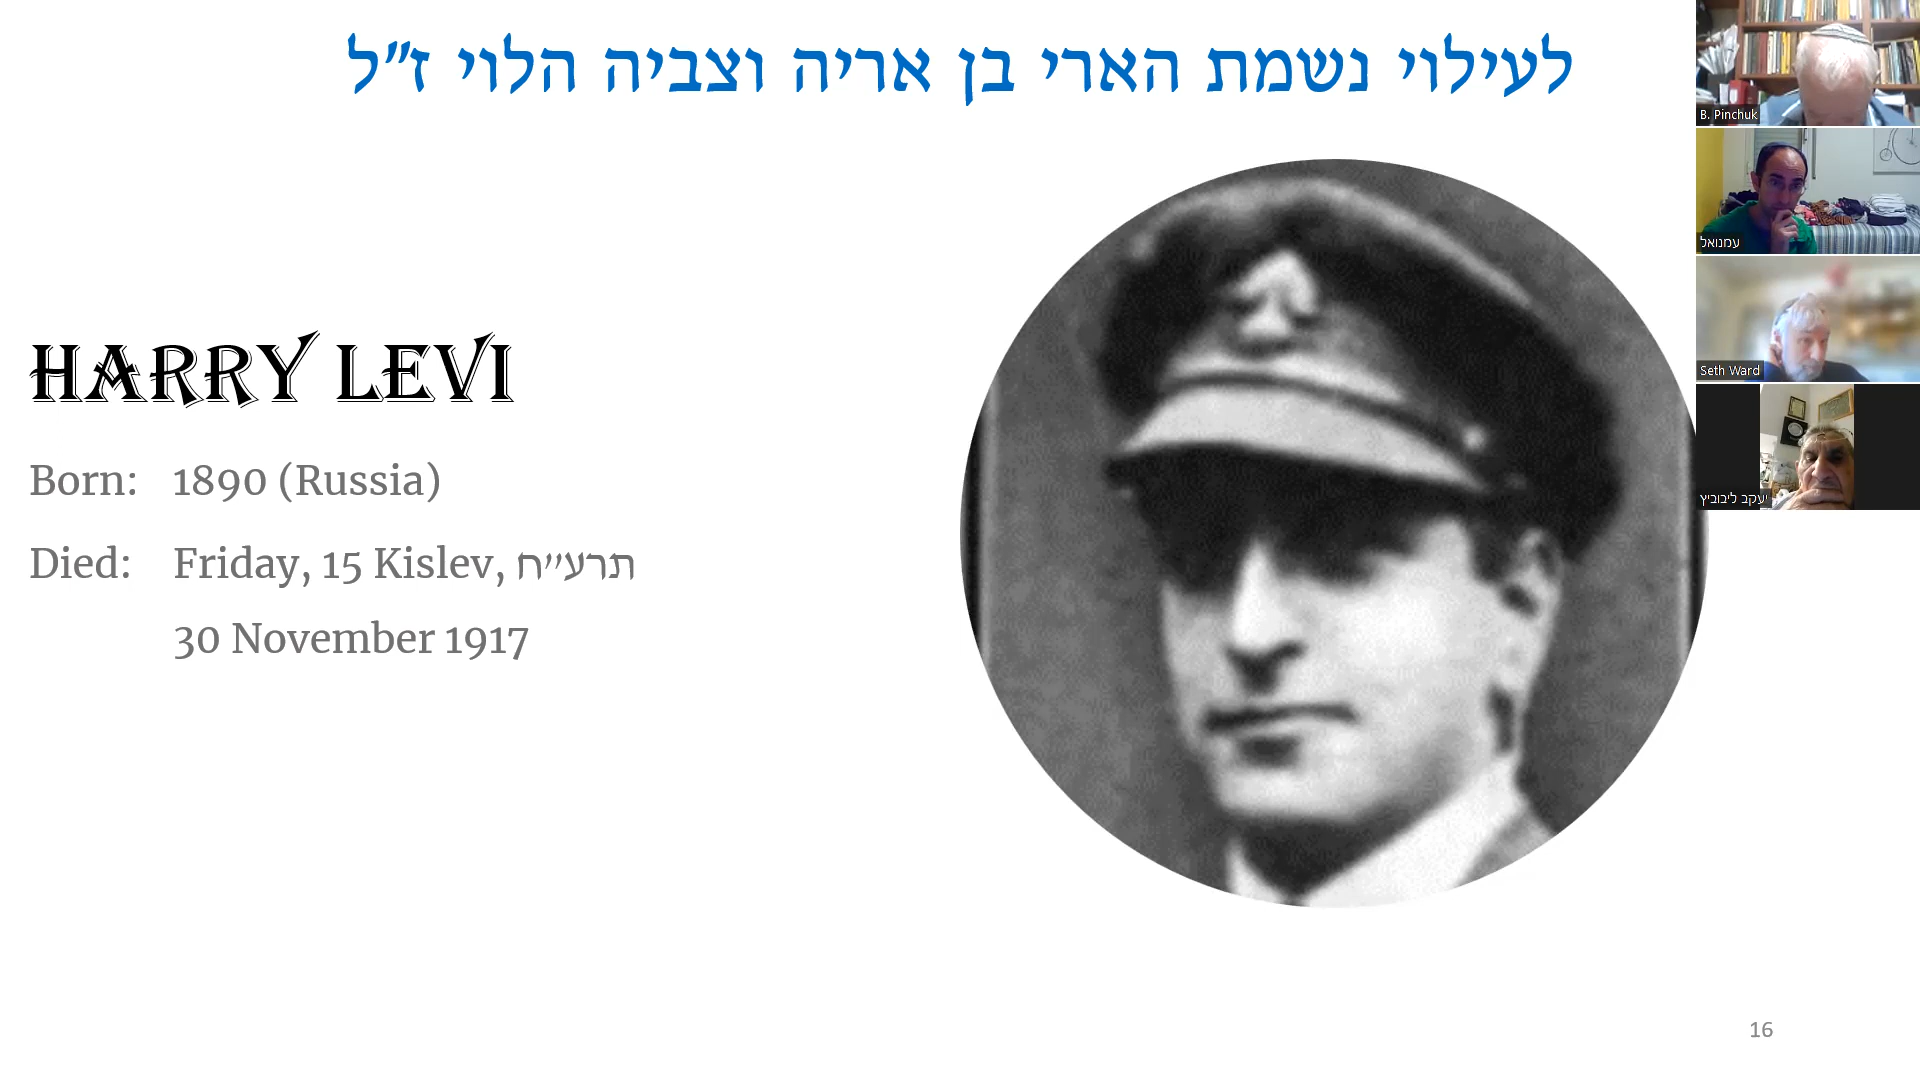 לעילוי נשמת הארי בן אריה וצביה הלוי ז"ל
HARRY LEVI
Born: 1890 (Russia)
Died: Friday, 15 Kislev, תרע"ח
30 November 1917
16
B. Pinchuk
עמנואל
Seth Ward
יעקב ליבוביץ